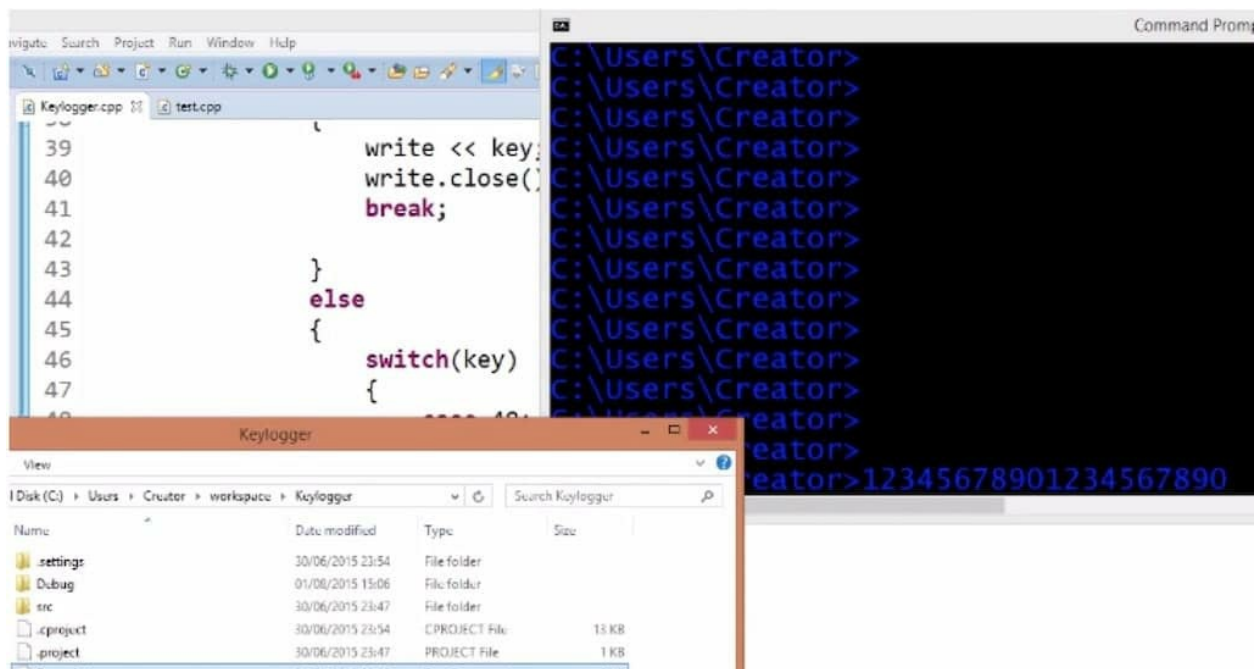 Navigate Search Project Run Window Help
Keylogger.cpp test.cpp
39 write << key;
40 write.close()
41 break;
42
43 }
44 else
45 {
46 switch(key)
47 {
Command Promp
C:\Users\Creator>
C:\Users\Creator>
C:\Users\Creator>
C:\Users\Creator>
C:\Users\Creator>
C:\Users\Creator>
C:\Users\Creator>
C:\Users\Creator>
C:\Users\Creator>
C:\Users\Creator>
C:\Users\Creator>
C:\Users\Creator>
C:\Users\Creator>
reator>
reator>12345678901234567890
Keylogger
View
l Disk (C:) Users Creator workspace Keylogger Search Keylogger
Name Date modified Type Size
.settings 30/06/2015 23:54 File folder
Debug 01/08/2015 15:06 File folder
src 30/06/2015 23:47 File folder
.cproject 30/06/2015 23:54 CPROJECT File 13 KB
.project 30/06/2015 23:47 PROJECT File 1 KB